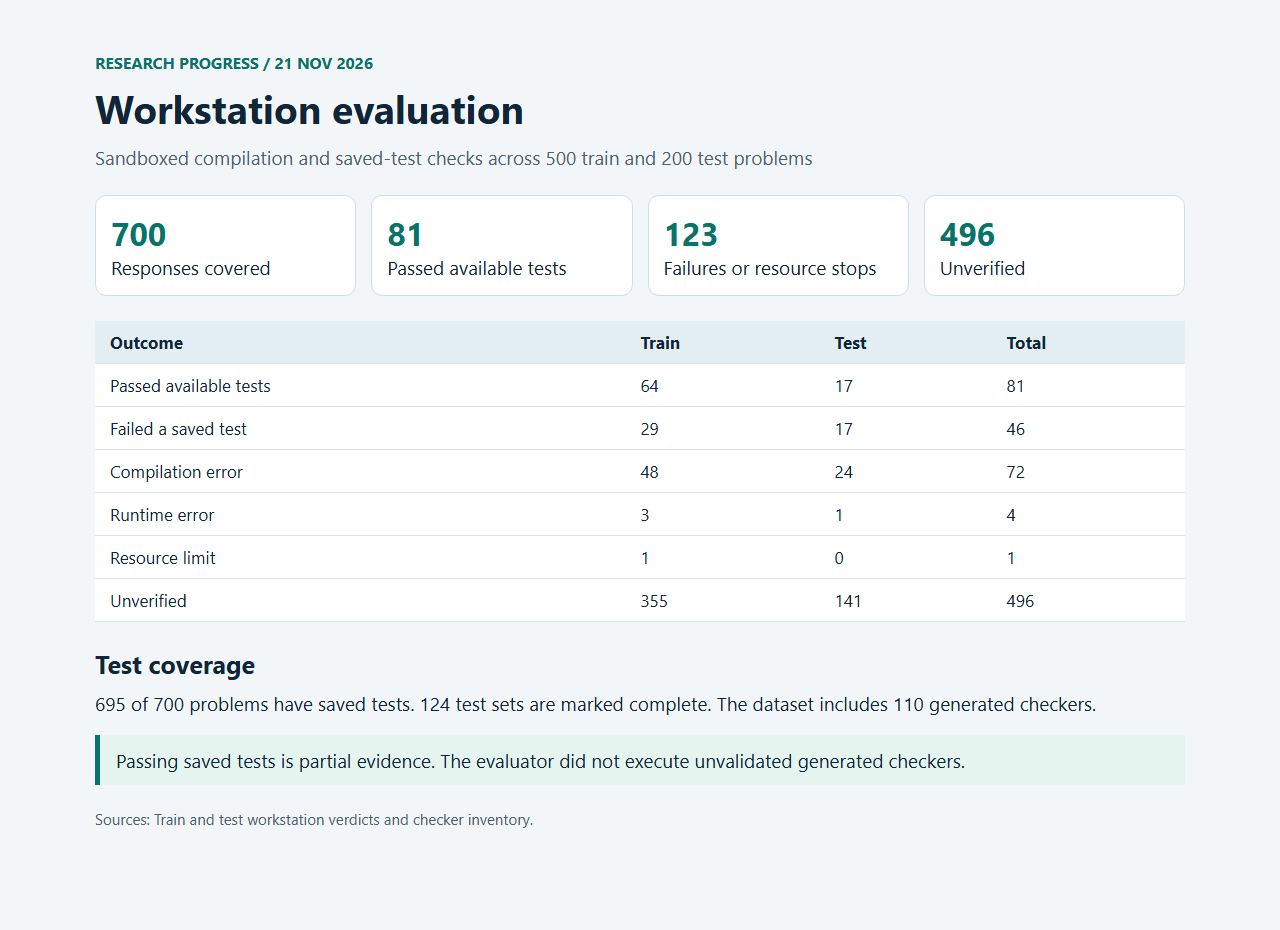 RESEARCH PROGRESS / 21 NOV 2026
Workstation evaluation
Sandboxed compilation and saved-test checks across 500 train and 200 test problems
700
Responses covered
81
Passed available tests
123
Failures or resource stops
496
Unverified
Outcome Train Test Total
Passed available tests 64 17 81
Failed a saved test 29 17 46
Compilation error 48 24 72
Runtime error 3 1 4
Resource limit 1 0 1
Unverified 355 141 496
Test coverage
695 of 700 problems have saved tests. 124 test sets are marked complete. The dataset includes 110 generated checkers.
Passing saved tests is partial evidence. The evaluator did not execute unvalidated generated checkers.
Sources: Train and test workstation verdicts and checker inventory.